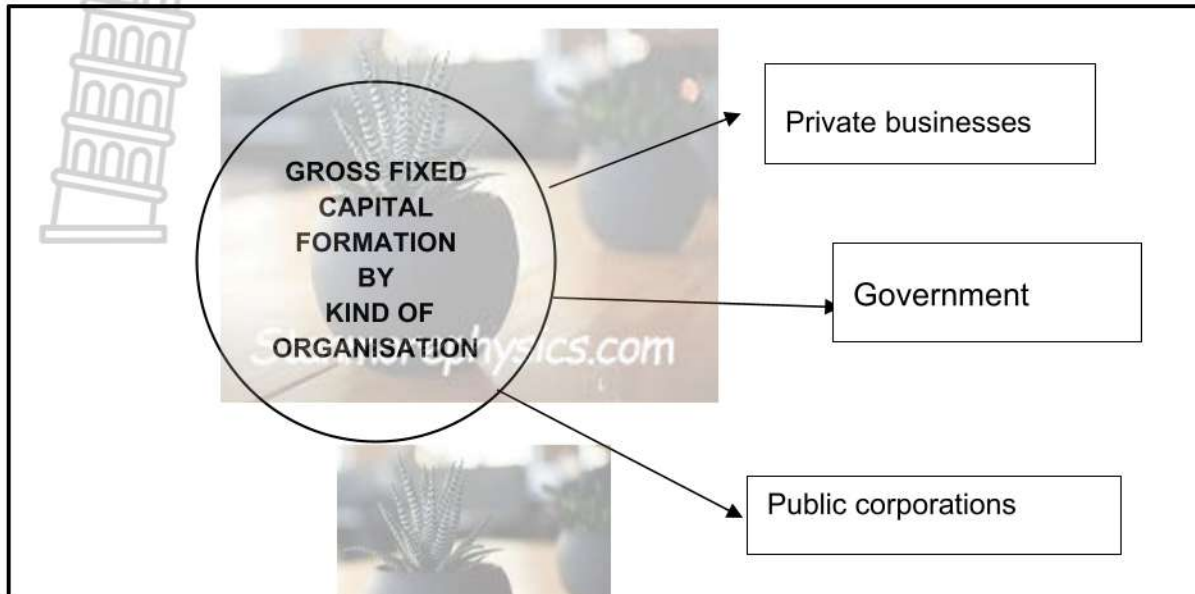 GROSS FIXED
CAPITAL
FORMATION
BY
KIND OF
ORGANISATION
Private businesses
Government
Public corporations